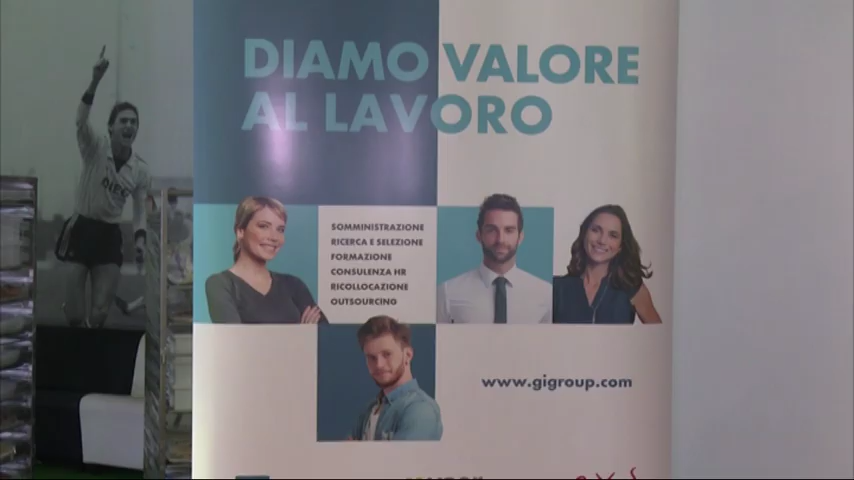 DIAMO VALORE
AL LAVORO
SOMMINISTRAZIONE
RICERCA E SELEZIONE
FORMAZIONE
CONSULENZA HR
RICOLLOCAZIONE
OUTSOURCING
www.gigroup.com